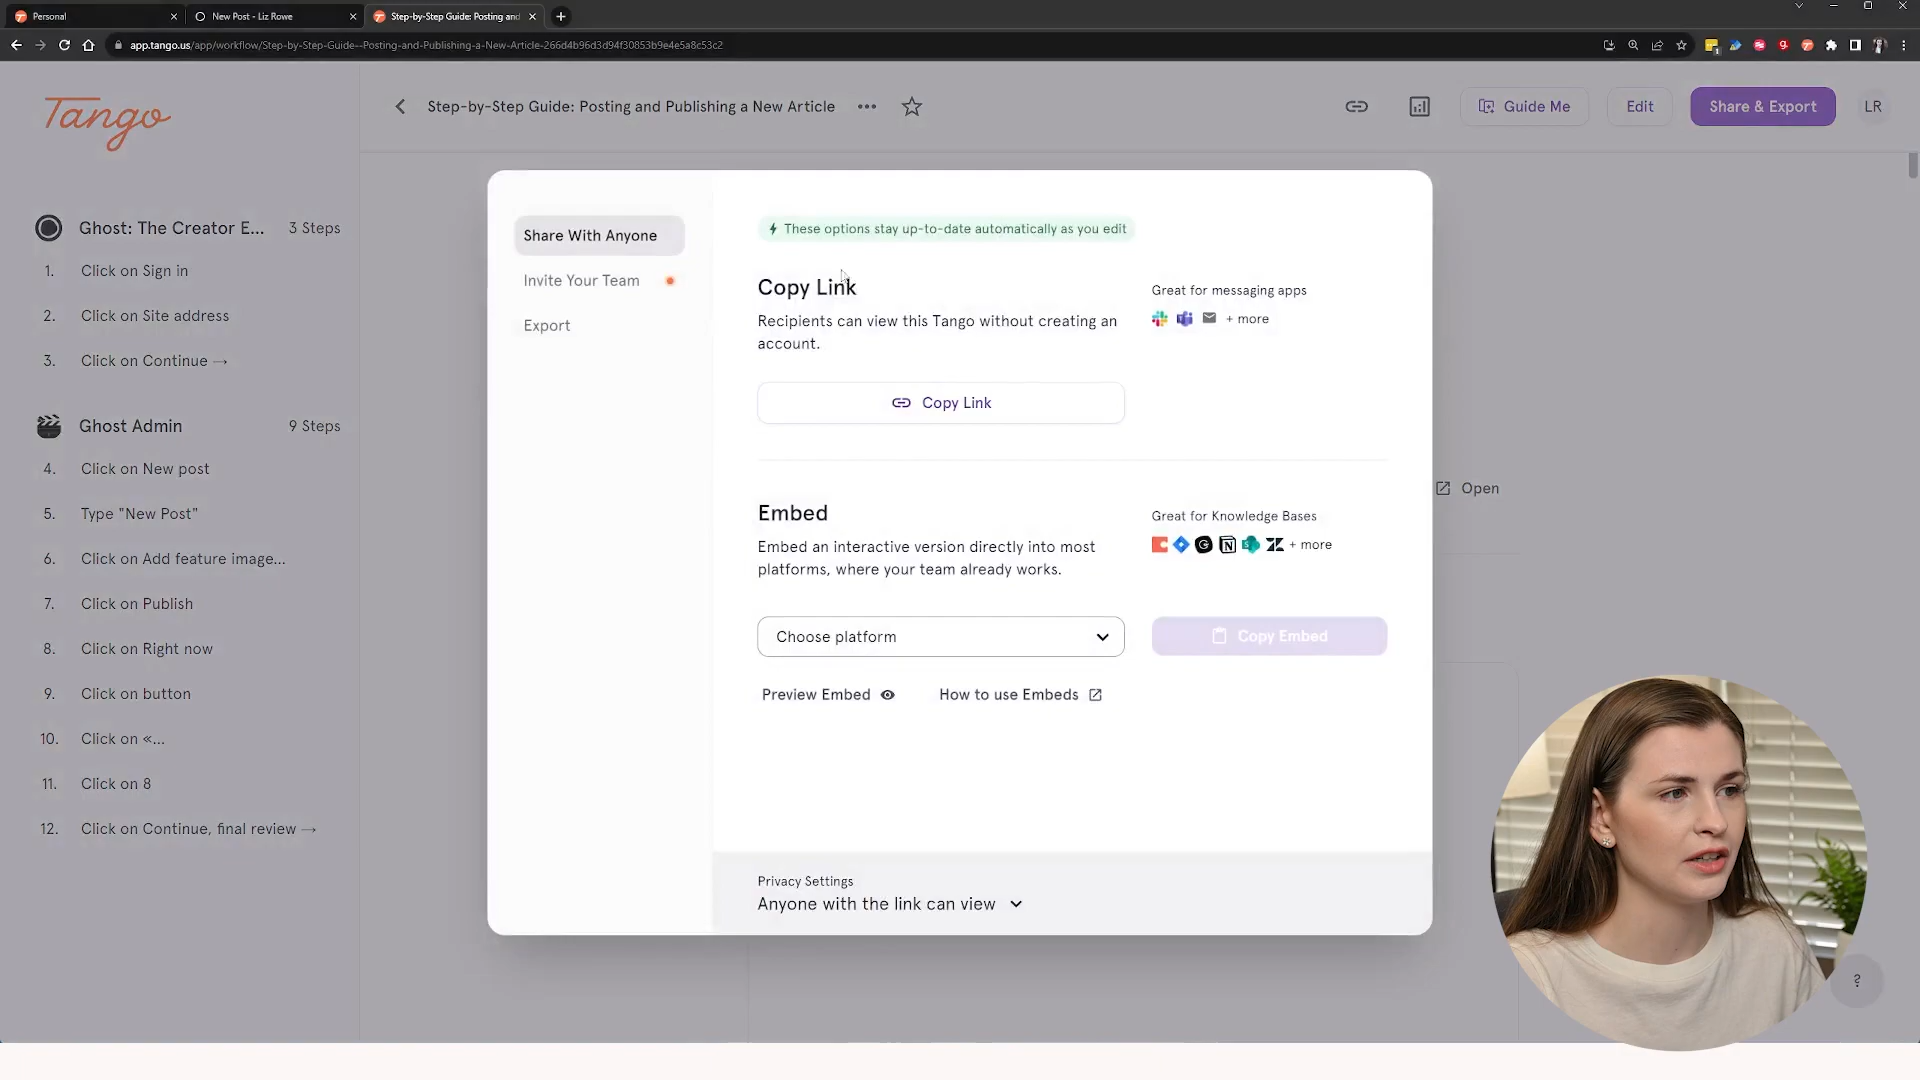 Personal
New Post - Liz Rowe
Step-by-Step Guide: Posting and
app.tango.us/app/workflow/Step-by-Step-Guide--Posting-and-Publishing-a-New-Article-266d4b96d3d94f30853b9e4e5a8c53c2
Tango
Step-by-Step Guide: Posting and Publishing a New Article
Guide Me
Edit
Share & Export
LR
Ghost: The Creator E... 3 Steps
1. Click on Sign in
2. Click on Site address
3. Click on Continue →
Ghost Admin 9 Steps
4. Click on New post
5. Type "New Post"
6. Click on Add feature image...
7. Click on Publish
8. Click on Right now
9. Click on button
10. Click on «...
11. Click on 8
12. Click on Continue, final review →
Share With Anyone
Invite Your Team
Export
These options stay up-to-date automatically as you edit
Copy Link
Recipients can view this Tango without creating an
account.
Great for messaging apps
+ more
Copy Link
Embed
Embed an interactive version directly into most
platforms, where your team already works.
Great for Knowledge Bases
+ more
Choose platform
Copy Embed
Preview Embed
How to use Embeds
Privacy Settings
Anyone with the link can view
Open
?